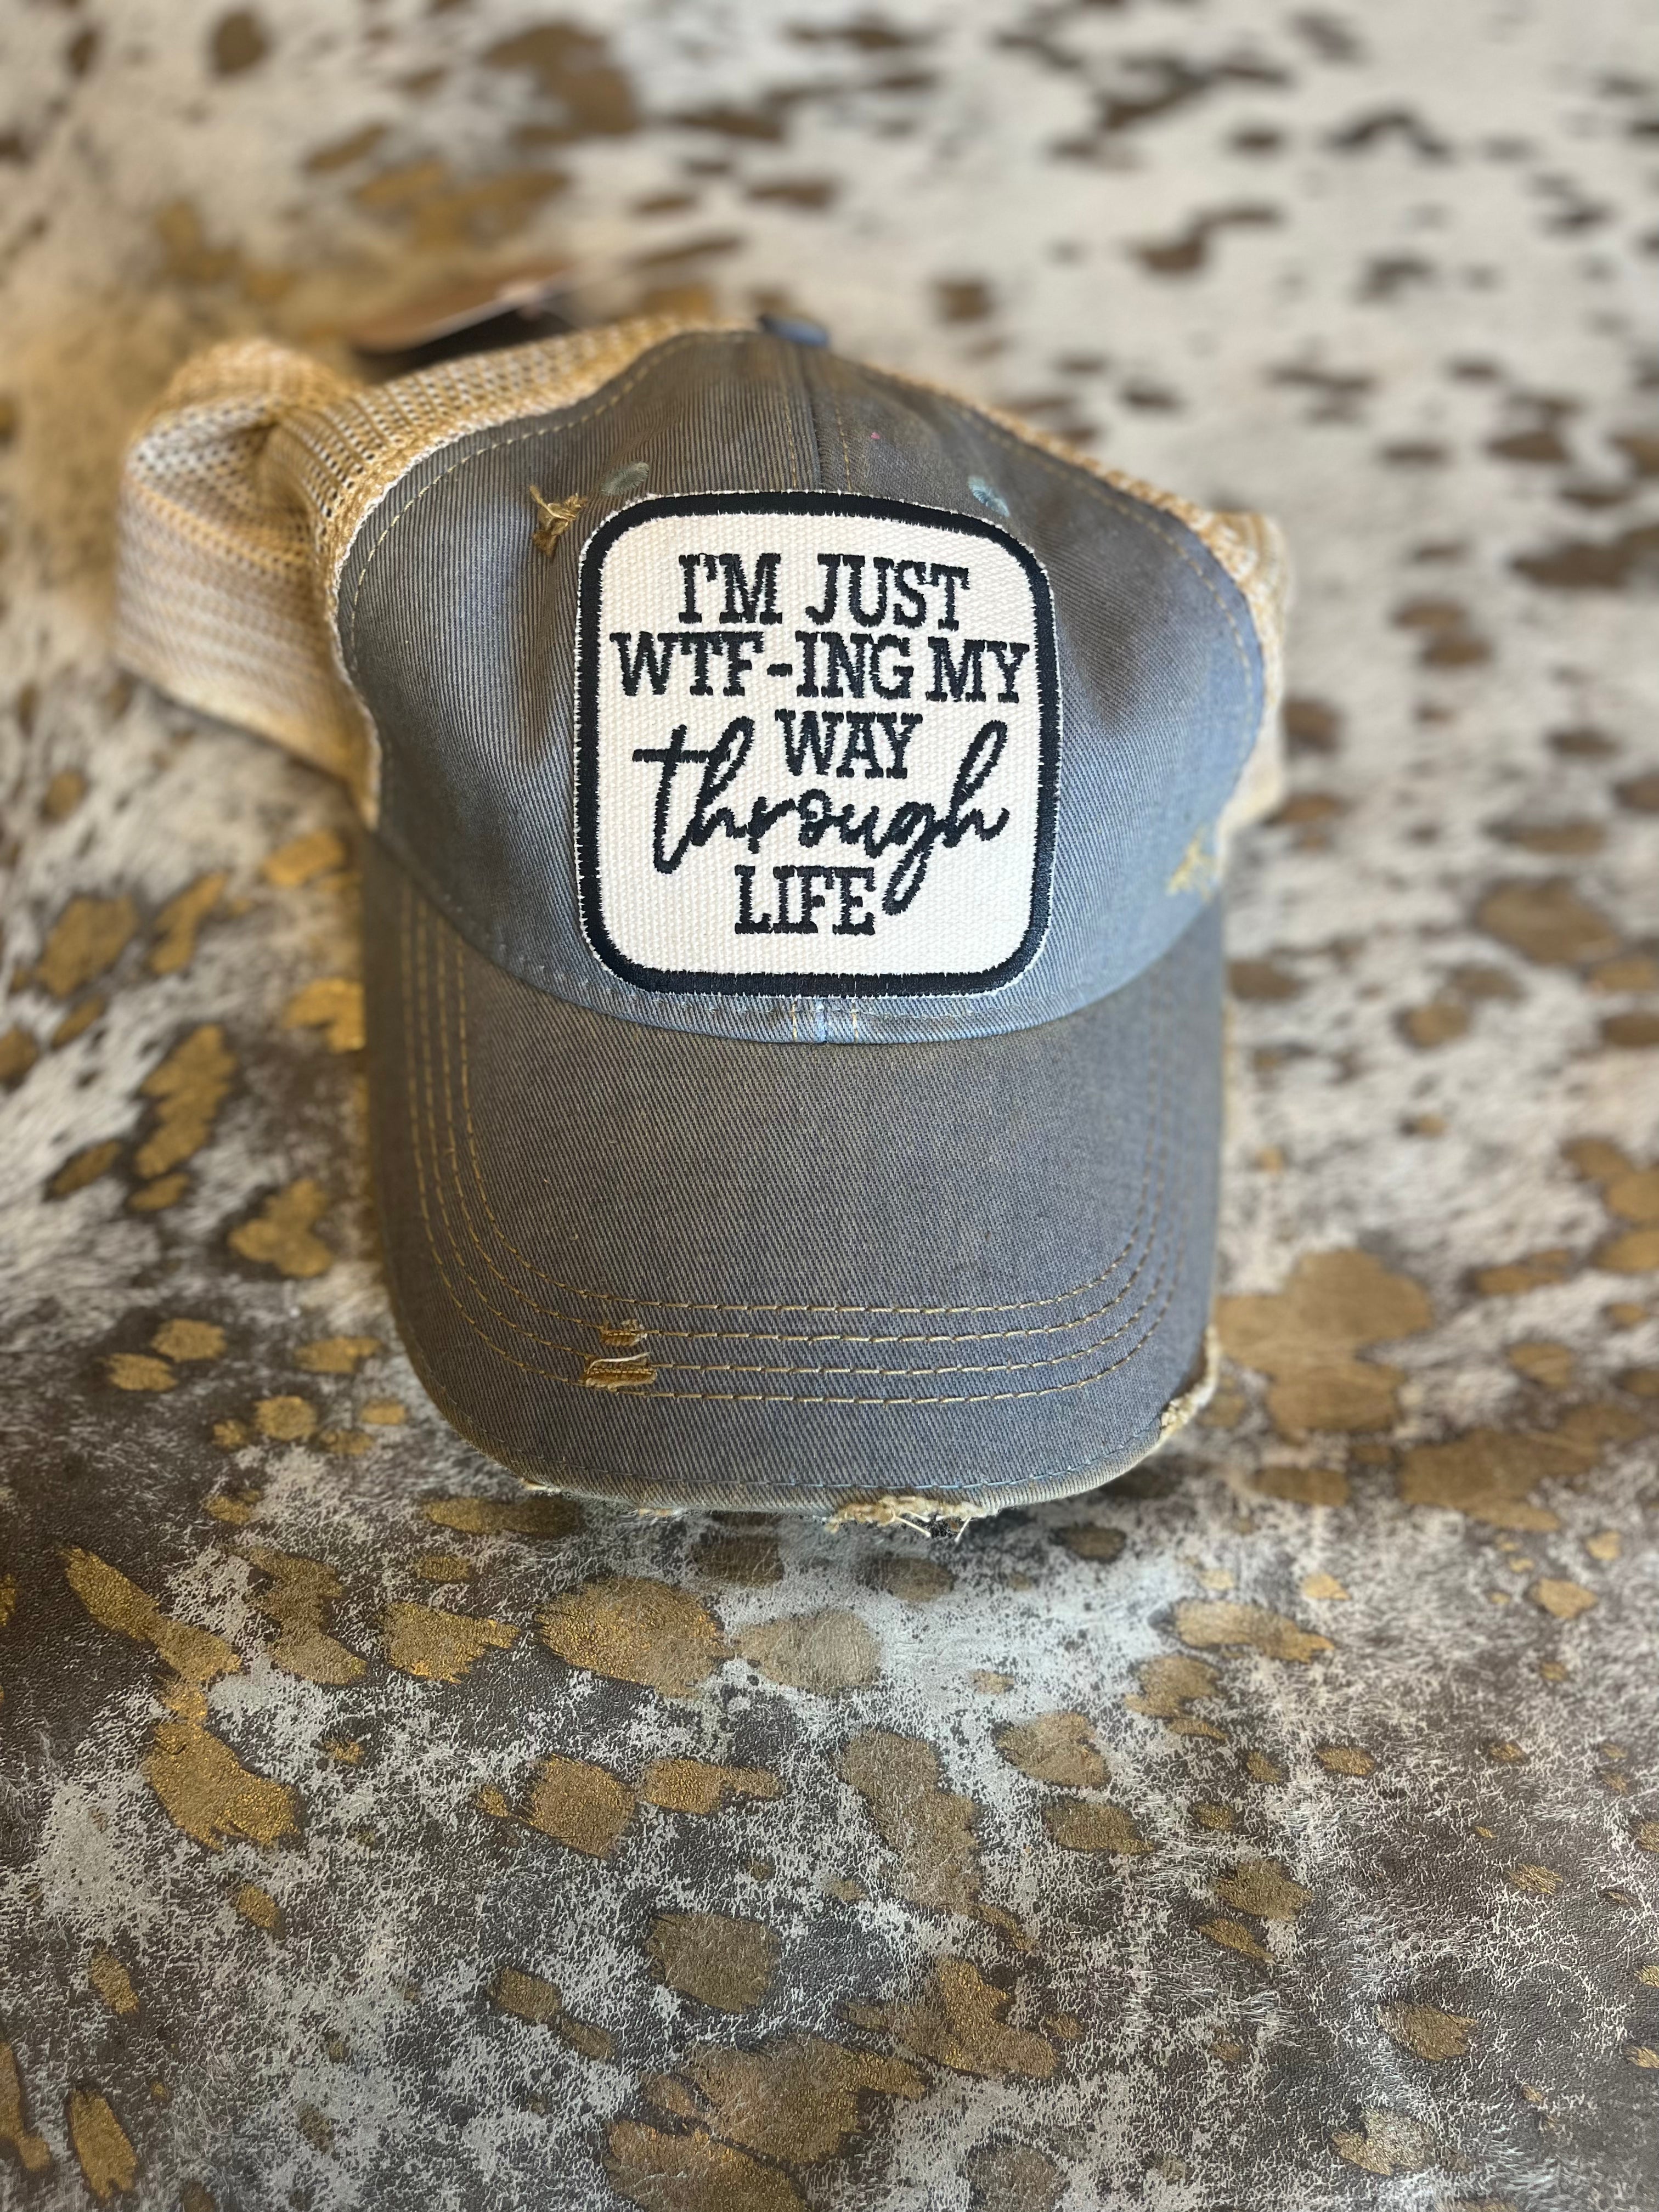 I'M JUST
WTF-ING MY
WAY
through
LIFE